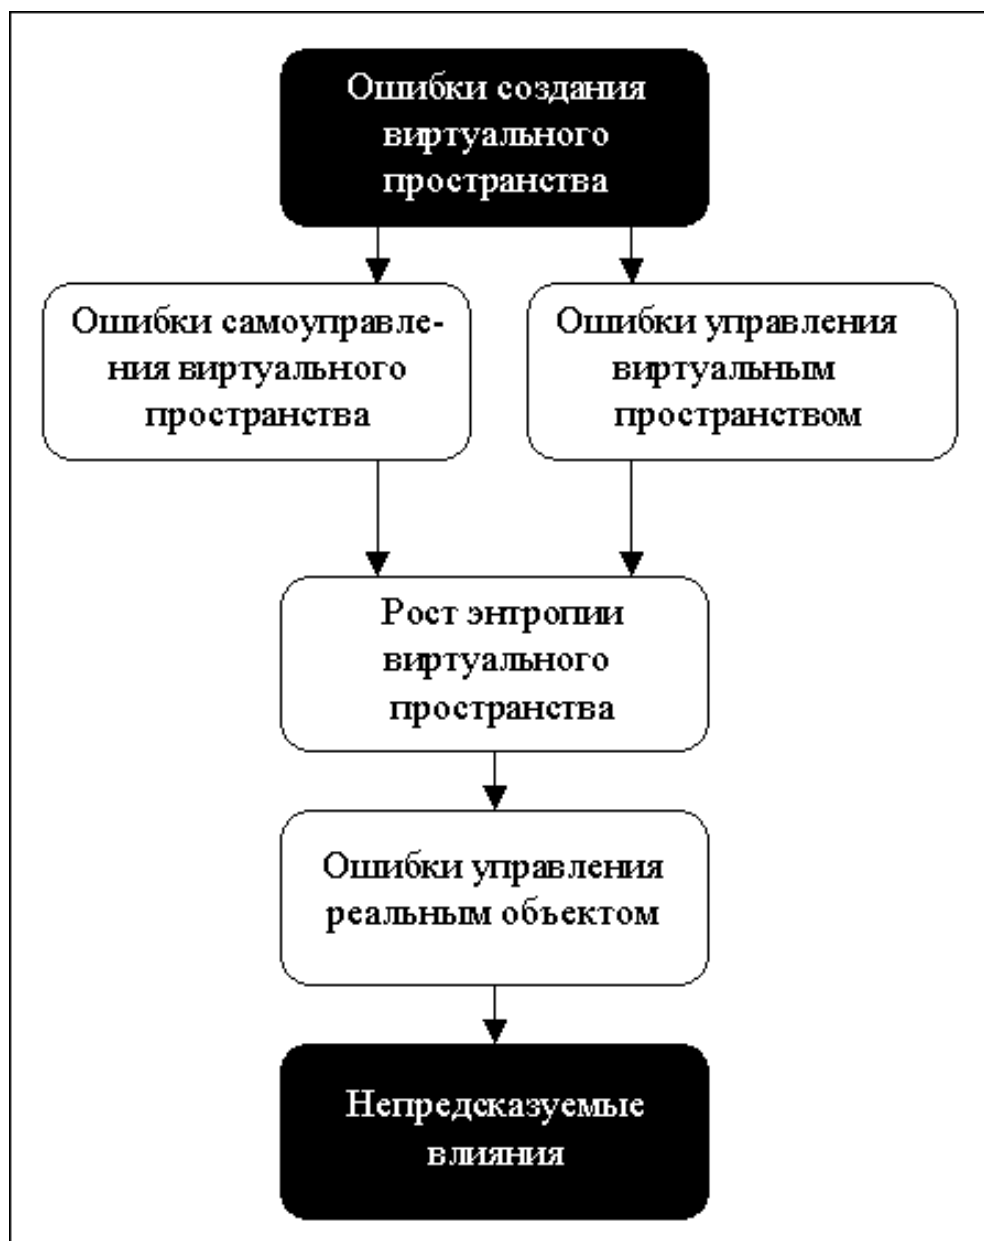 Ошибки создания
виртуального
пространства
Ошибки самоуправле-
ния виртуального
пространства
Ошибки управления
виртуальным
пространством
Рост энтропии
виртуального
пространства
Ошибки управления
реальным объектом
Непредсказуемые
влияния